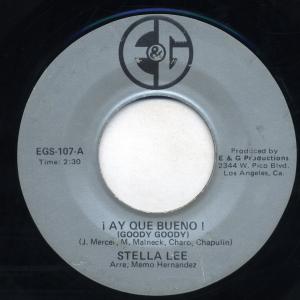 E&G
EGS-107-A
Time: 2:30
Produced by
E & G Productions
2344 W. Pico Blvd.
Los Angeles, Ca.
¡ AY QUE BUENO !
(GOODY GOODY)
(J. Mercer, M. Malneck, Charo, Chapulin)
STELLA LEE
Arre, Memo Hernandez